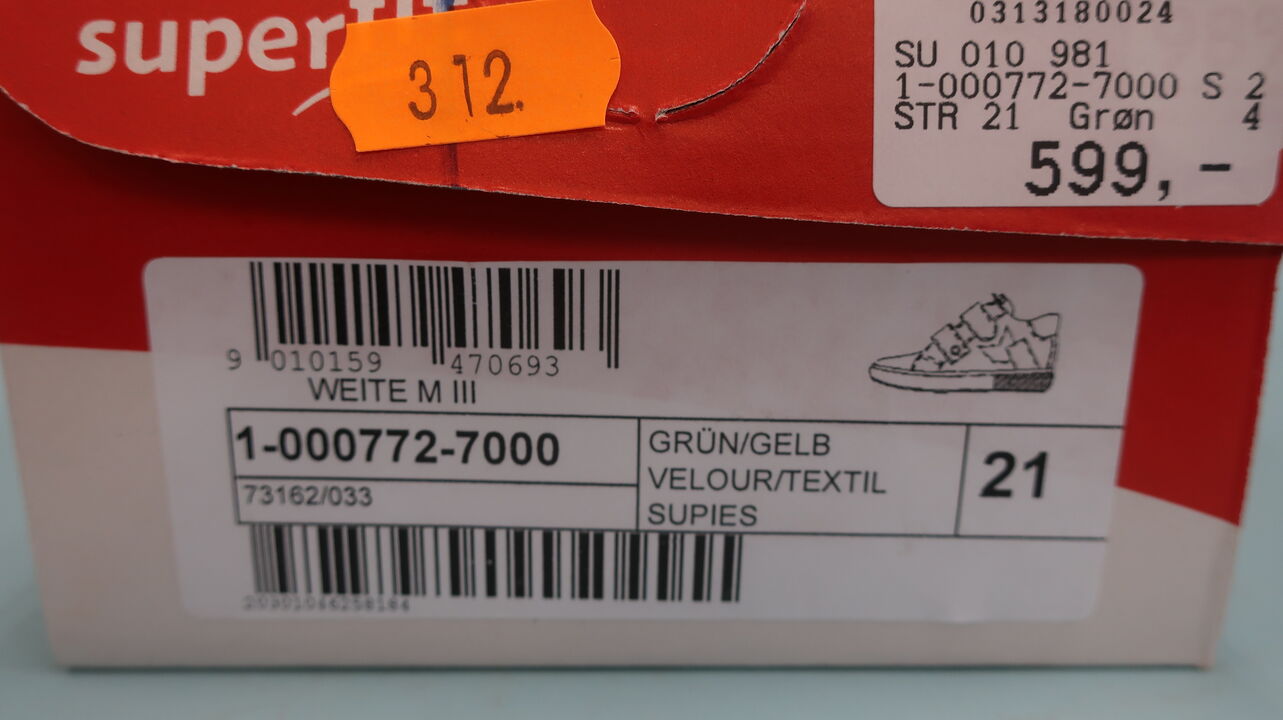 superfit
312.
0313180024
SU 010 981
1-000772-7000 S 2
STR 21 Grøn 4
599,-
9 010159 470693
WEITE M III
1-000772-7000
73162/033
GRÜN/GELB
VELOUR/TEXTIL
SUPIES
21